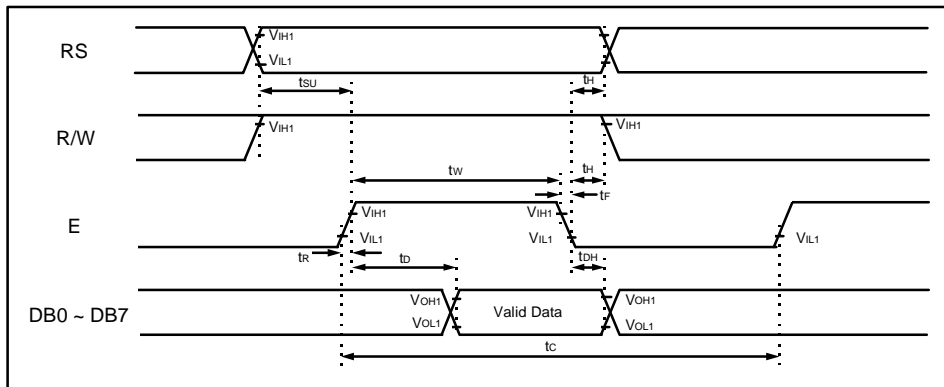 RS
VIH1
VIL1
tSU
tH
R/W
VIH1
VIH1
tW
tH
tF
E
VIH1
VIL1
VIH1
VIL1
VIL1
tR
tD
tDH
DB0 ~ DB7
VOH1
VOL1
Valid Data
VOH1
VOL1
tC